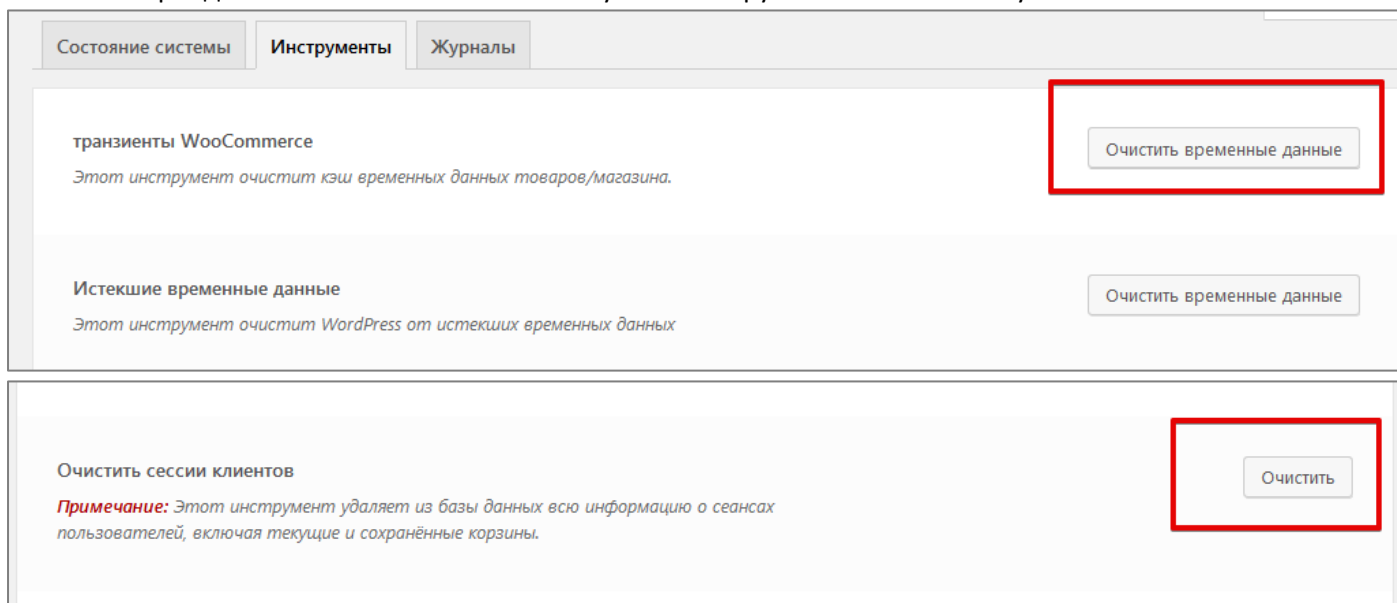 Состояние системы Инструменты Журналы
транзиенты WooCommerce
Очистить временные данные
Этот инструмент очистит кэш временных данных товаров/магазина.
Истекшие временные данные
Очистить временные данные
Этот инструмент очистит WordPress от истекших временных данных
Очистить сессии клиентов
Очистить
Примечание: Этот инструмент удаляет из базы данных всю информацию о сеансах
пользователей, включая текущие и сохранённые корзины.